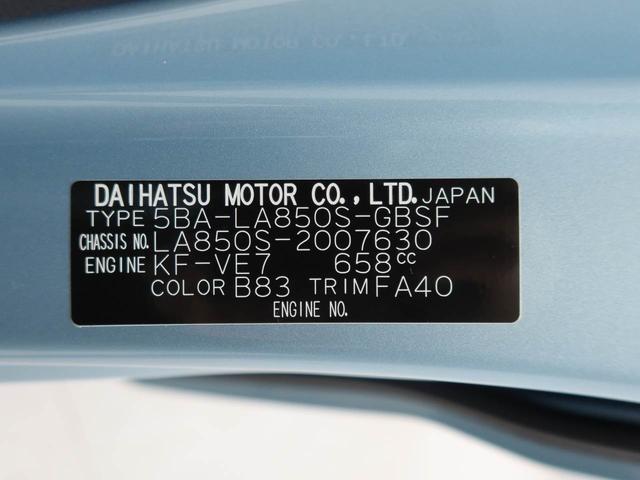 DAIHATSU MOTOR CO., LTD. JAPAN
TYPE 5BA-LA850S-GBSF
CHASSIS NO. LA850S-2007630
ENGINE KF-VE7 658cc
COLOR B83 TRIM FA40
ENGINE NO.